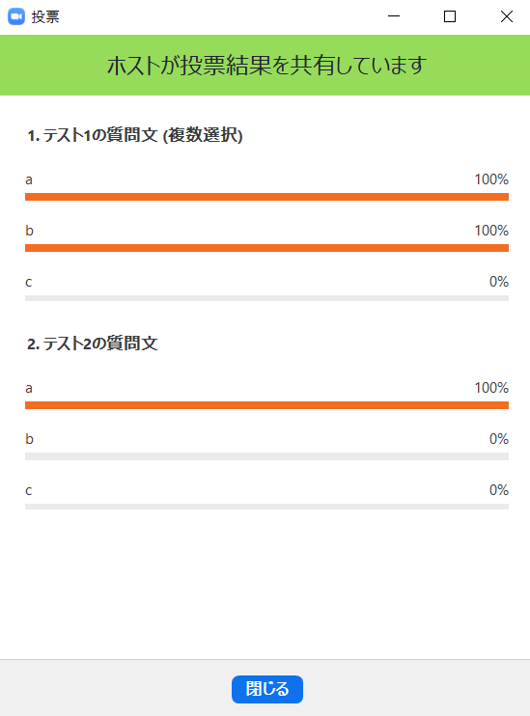 投票
ホストが投票結果を共有しています
1. テスト1の質問文 (複数選択)
a 100%
b 100%
c 0%
2. テスト2の質問文
a 100%
b 0%
c 0%
閉じる